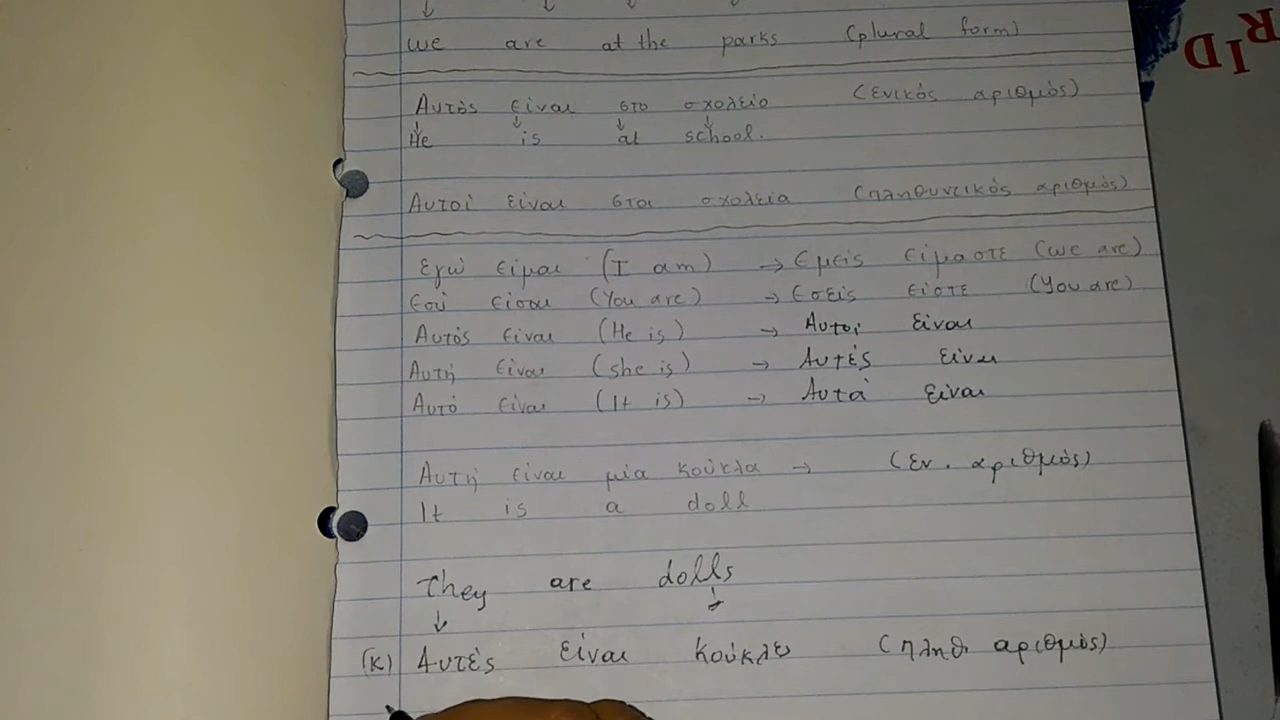 we are at the parks (plural form)
Αυτός είναι στο σχολείο (ενικός αριθμός)
He is at school.
Αυτοί είναι στα σχολεία (πληθυντικός αριθμός)
Εγώ είμαι (I am) → Εμείς είμαστε (we are)
Εσύ είσαι (You are) → Εσείς είστε (You are)
Αυτός είναι (He is) → Αυτοί είναι
Αυτή είναι (she is) → Αυτές είναι
Αυτό είναι (It is) → Αυτά είναι
Αυτή είναι μία κούκλα → (Εν. αριθμός)
It is a doll
They are dolls
(κ) Αυτές είναι κούκλες (πληθ αριθμός)
RID